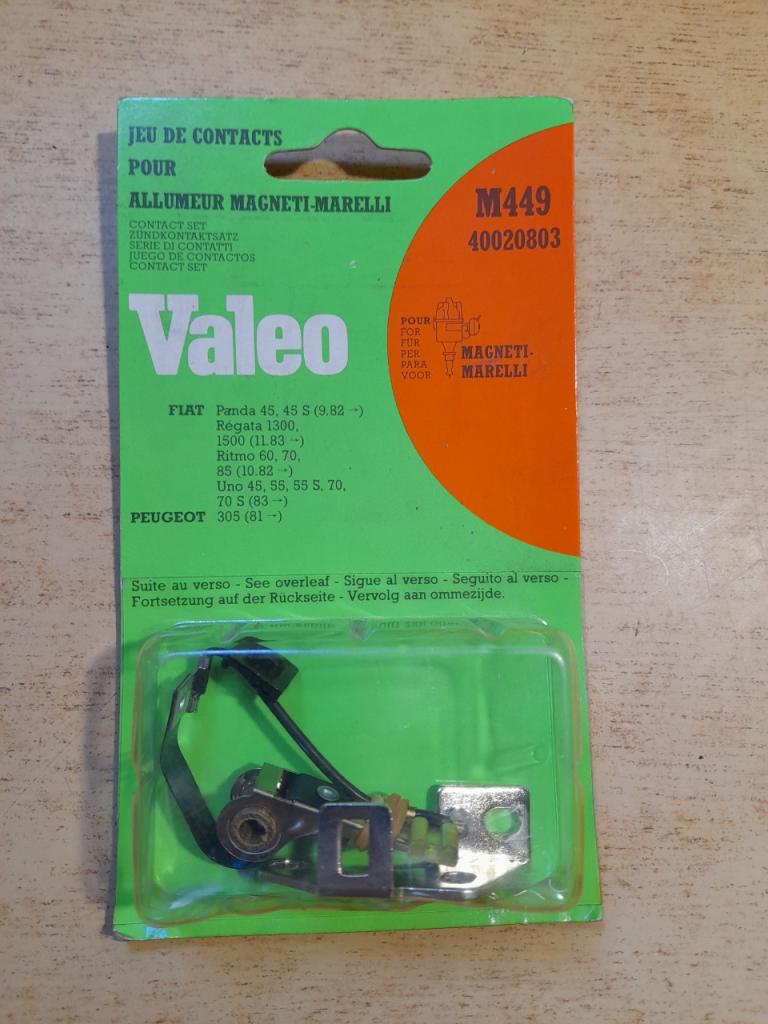 JEU DE CONTACTS
POUR
ALLUMEUR MAGNETI-MARELLI
CONTACT SET
ZÜNDKONTAKTSATZ
SERIE DI CONTATTI
JUEGO DE CONTACTOS
CONTACT SET
M449
40020803
Valeo
POUR
FOR
FÜR
PER
PARA
VOOR
MAGNETI-
MARELLI
FIAT Panda 45, 45 S (9.82 →)
Régata 1300,
1500 (11.83 →)
Ritmo 60, 70,
85 (10.82 →)
Uno 45, 55, 55 S, 70,
70 S (83 →)
PEUGEOT 305 (81 →)
Suite au verso - See overleaf - Sigue al verso - Seguito al verso -
Fortsetzung auf der Rückseite - Vervolg aan ommezijde.